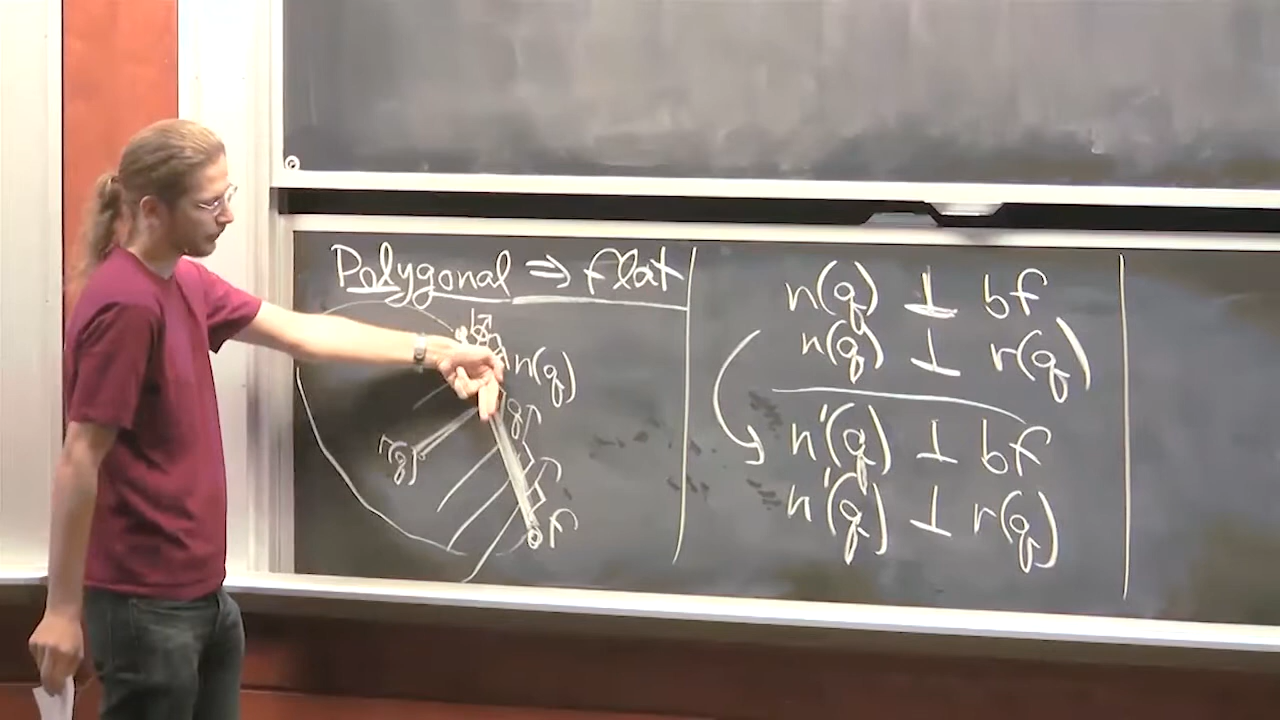 Polygonal ⇒ flat
b
n(q)
q
r(q)
f
n(q) ⊥ bf
n(q) ⊥ r(q)
n'(q) ⊥ bf
n'(q) ⊥ r(q)